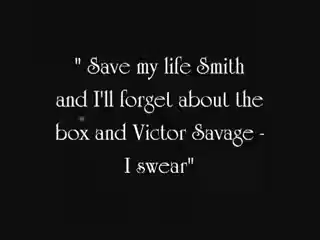 " Save my life Smith
and I'll forget about the
box and Victor Savage -
I swear"